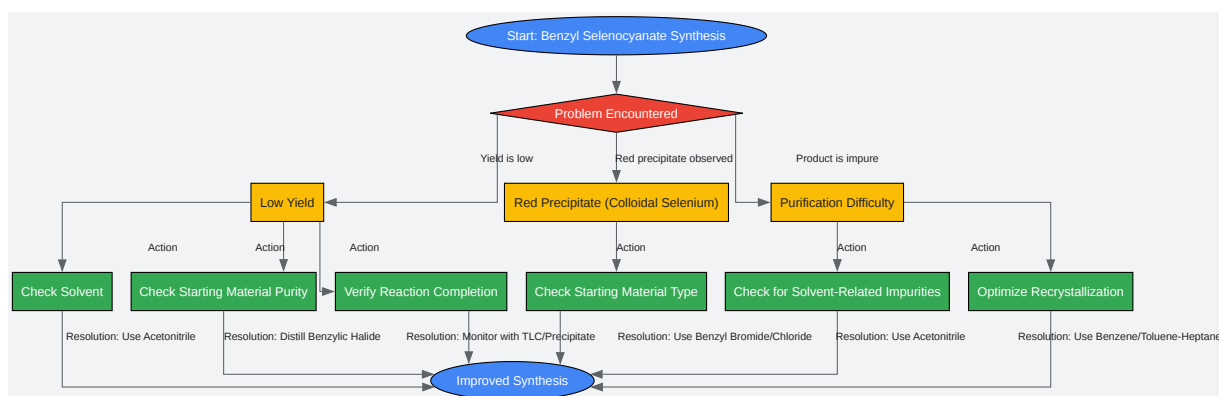 Start: Benzyl Selenocyanate Synthesis
Problem Encountered
Yield is low
Red precipitate observed
Product is impure
Low Yield
Red Precipitate (Colloidal Selenium)
Purification Difficulty
Action
Action
Action
Action
Action
Action
Check Solvent
Check Starting Material Purity
Verify Reaction Completion
Check Starting Material Type
Check for Solvent-Related Impurities
Optimize Recrystallization
Resolution: Use Acetonitrile
Resolution: Distill Benzylic Halide
Resolution: Monitor with TLC/Precipitate
Resolution: Use Benzyl Bromide/Chloride
Resolution: Use Acetonitrile
Resolution: Use Benzene/Toluene-Heptane
Improved Synthesis